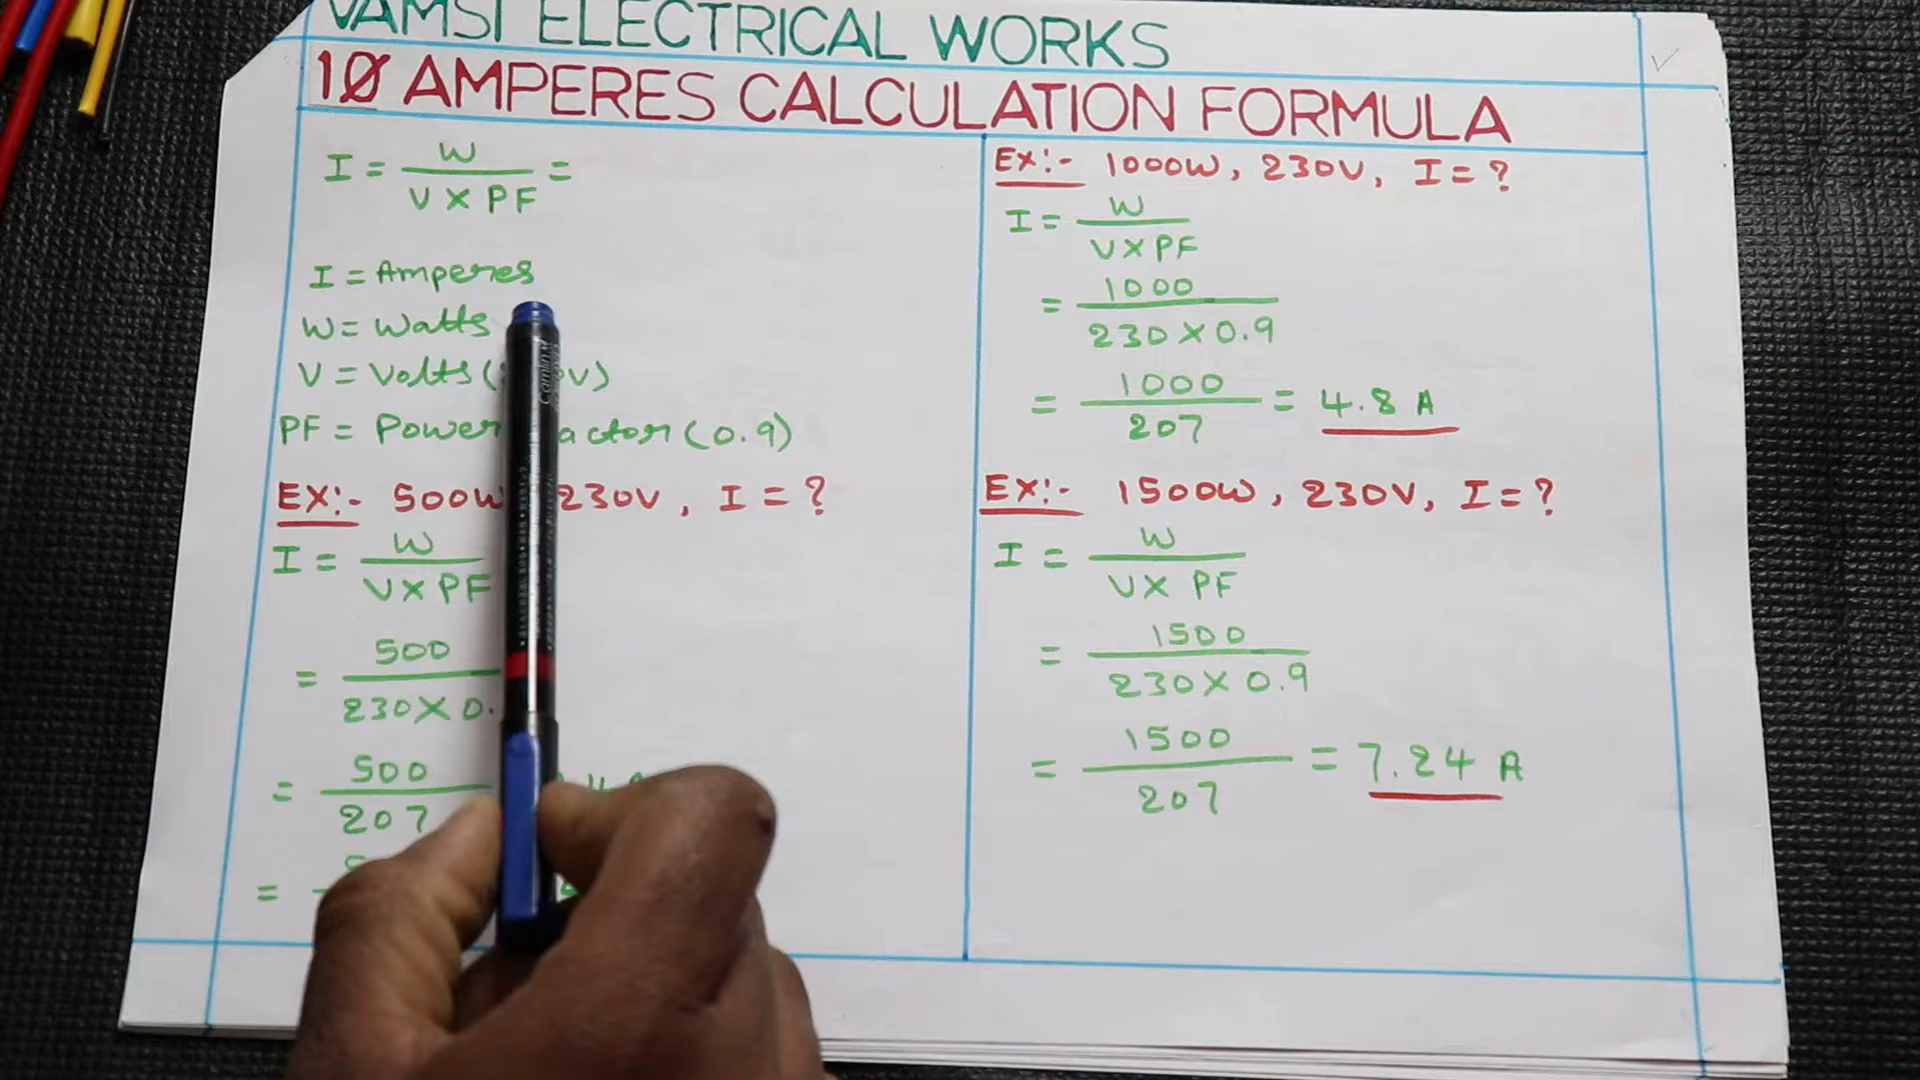 VAMSI ELECTRICAL WORKS
1Ø AMPERES CALCULATION FORMULA
I = W / V X PF =
I = Amperes
W = Watts
V = Volts ( V)
PF = Power actor (0.9)
EX:- 500W 230V, I = ?
I = W / V X PF
= 500 / 230 X 0.
= 500 / 207
=
EX:- 1000W, 230V, I = ?
I = W / V X PF
= 1000 / 230 X 0.9
= 1000 / 207 = 4.8 A
EX:- 1500W, 230V, I = ?
I = W / V X PF
= 1500 / 230 X 0.9
= 1500 / 207 = 7.24 A